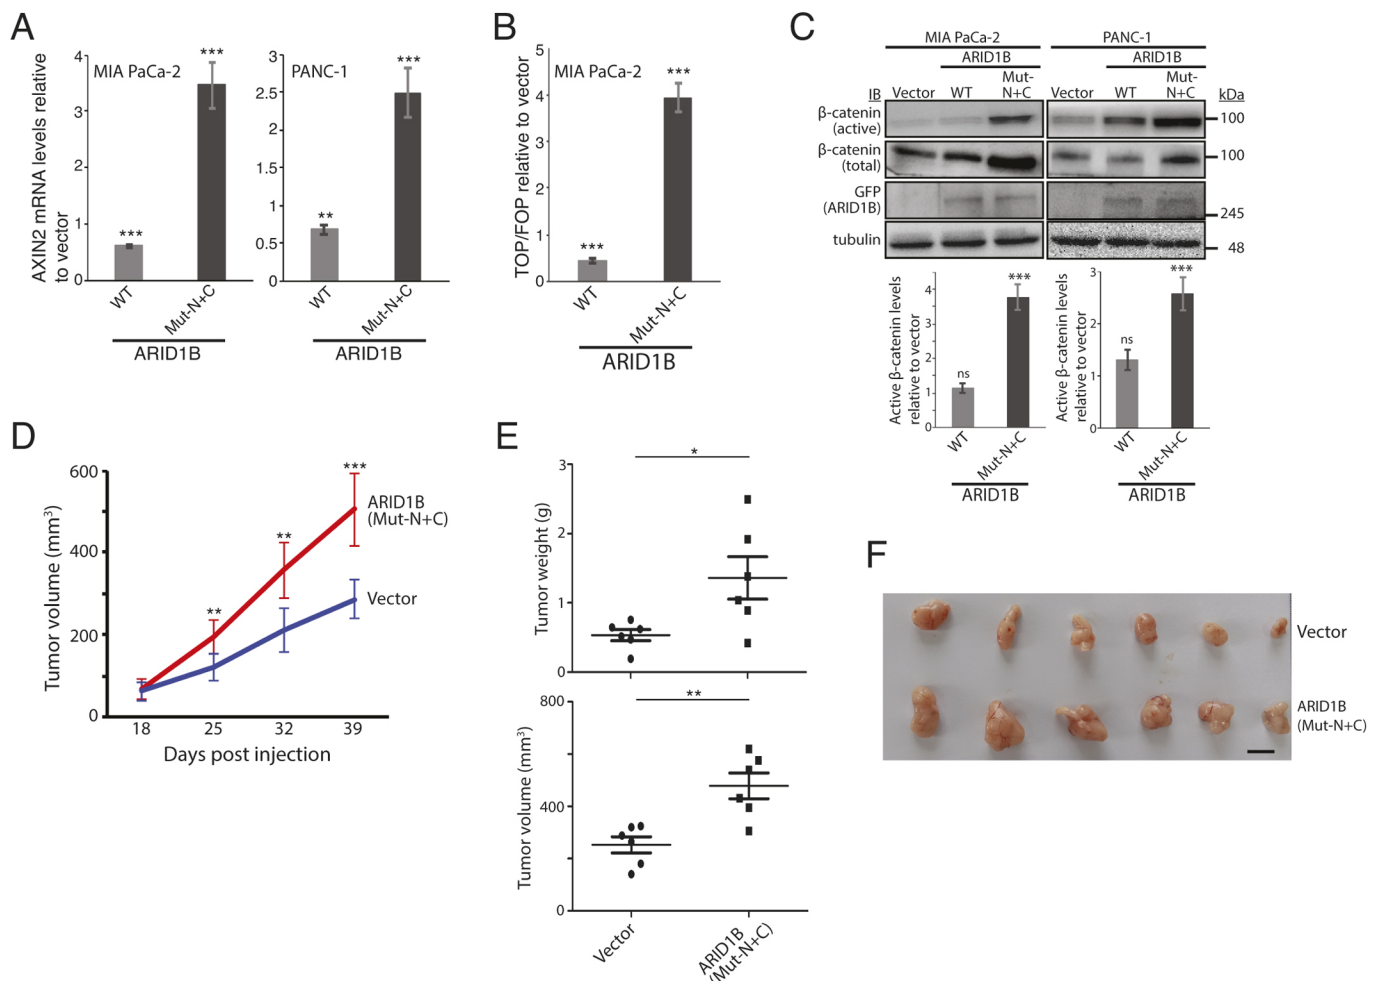 A
AXIN2 mRNA levels relative
to vector
4
3
2
1
0
MIA PaCa-2
***
***
WT
Mut-N+C
ARID1B
3
2.5
2
1.5
1
0.5
0
PANC-1
**
***
WT
Mut-N+C
ARID1B
B
TOP/FOP relative to vector
5
4
3
2
1
0
MIA PaCa-2
***
***
WT
Mut-N+C
ARID1B
C
MIA PaCa-2
PANC-1
ARID1B
ARID1B
IB
Vector
WT
Mut-
N+C
Vector
WT
Mut-
N+C
kDa
β-catenin
(active)
100
β-catenin
(total)
100
GFP
(ARID1B)
245
tubulin
48
Active β-catenin levels
relative to vector
4
3
2
1
0
ns
***
WT
Mut-N+C
ARID1B
Active β-catenin levels
relative to vector
3
2
1
0
ns
***
WT
Mut-N+C
ARID1B
D
Tumor volume (mm³)
600
400
200
0
**
**
***
ARID1B
(Mut-N+C)
Vector
18
25
32
39
Days post injection
E
Tumor weight (g)
3
2
1
0
*
Tumor volume (mm³)
800
400
0
**
Vector
ARID1B
(Mut-N+C)
F
Vector
ARID1B
(Mut-N+C)